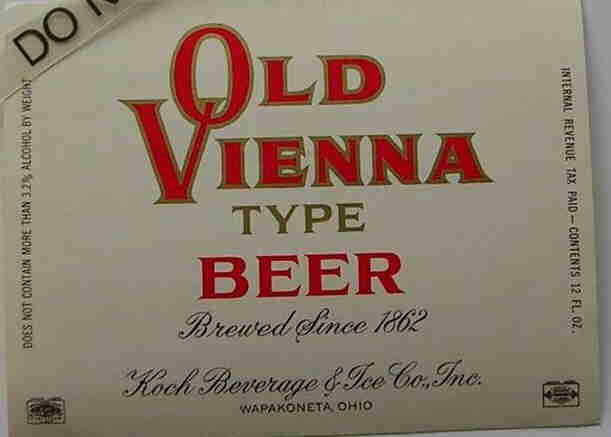 DO
OLD
VIENNA
TYPE
BEER
Brewed Since 1862
Koch Beverage & Ice Co., Inc.
WAPAKONETA, OHIO
DOES NOT CONTAIN MORE THAN 3.2% ALCOHOL BY WEIGHT
INTERNAL REVENUE TAX PAID — CONTENTS 12 FL. OZ.